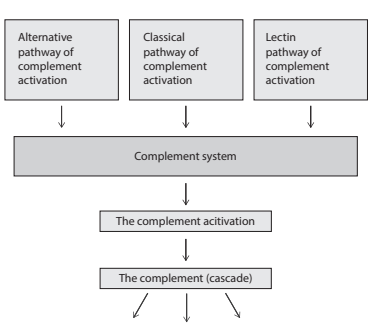 Alternative
pathway of
complement
activation
Classical
pathway of
complement
activation
Lectin
pathway of
complement
activation
Complement system
The complement acitivation
The complement (cascade)